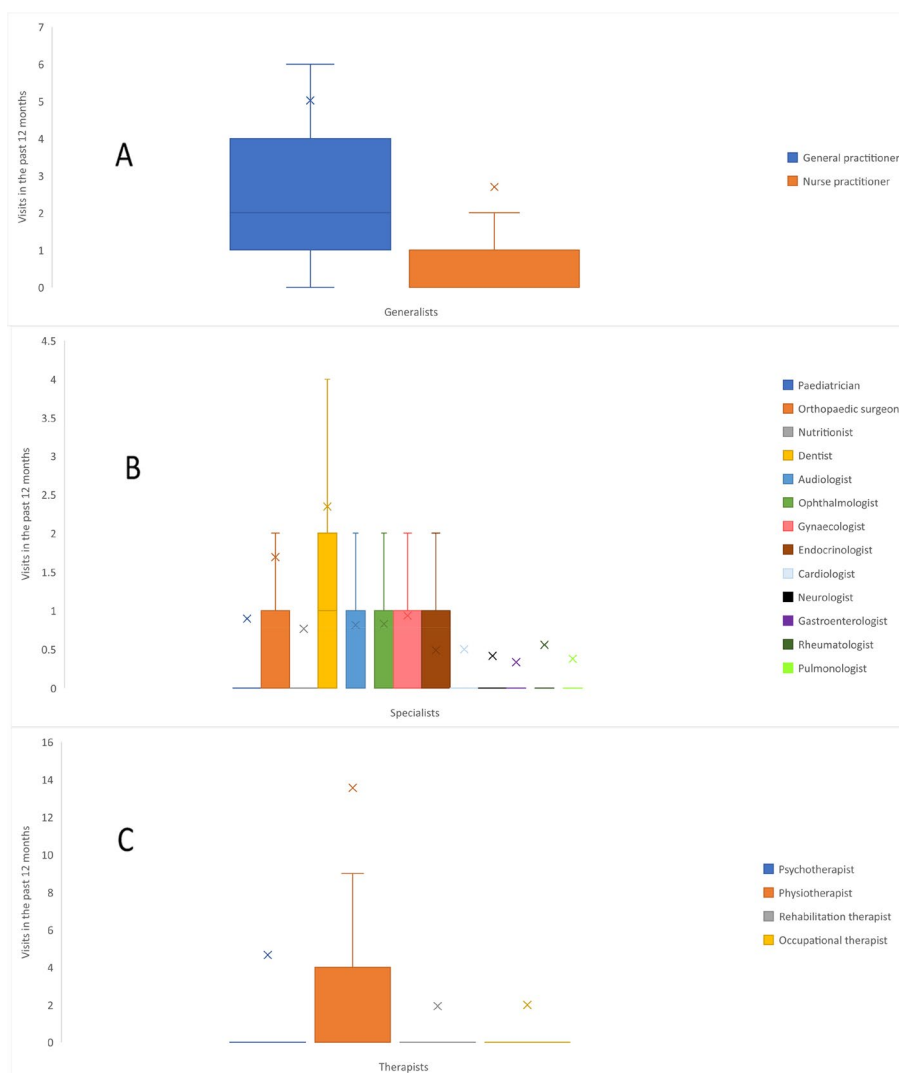 7
6
5
4
3
2
1
0
Visits in the past 12 months
A
General practitioner
Nurse practitioner
Generalists
4.5
4
3.5
3
2.5
2
1.5
1
0.5
0
Visits in the past 12 months
B
Paediatrician
Orthopaedic surgeon
Nutritionist
Dentist
Audiologist
Ophthalmologist
Gynaecologist
Endocrinologist
Cardiologist
Neurologist
Gastroenterologist
Rheumatologist
Pulmonologist
Specialists
16
14
12
10
8
6
4
2
0
Visits in the past 12 months
C
Psychotherapist
Physiotherapist
Rehabilitation therapist
Occupational therapist
Therapists